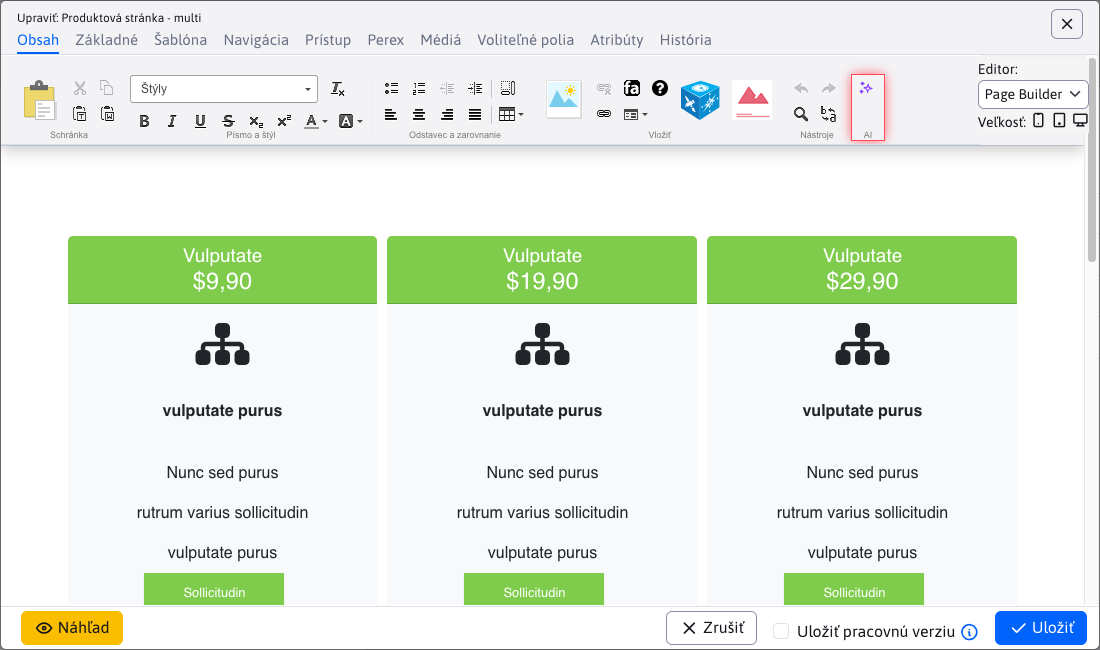 Upraviť: Produktová stránka - multi
Obsah Základné Šablóna Navigácia Prístup Perex Médiá Voliteľné polia Atribúty História
Editor:
Štýly
Page Builder
Veľkosť:
B I U S x₂ x² A A
Schránka Písmo a štýl Odstavec a zarovnanie Vložiť Nástroje AI
Vulputate
$9,90
vulputate purus
Nunc sed purus
rutrum varius sollicitudin
vulputate purus
Sollicitudin
Vulputate
$19,90
vulputate purus
Nunc sed purus
rutrum varius sollicitudin
vulputate purus
Sollicitudin
Vulputate
$29,90
vulputate purus
Nunc sed purus
rutrum varius sollicitudin
vulputate purus
Sollicitudin
Náhľad
Zrušiť
Uložiť pracovnú verziu
Uložiť